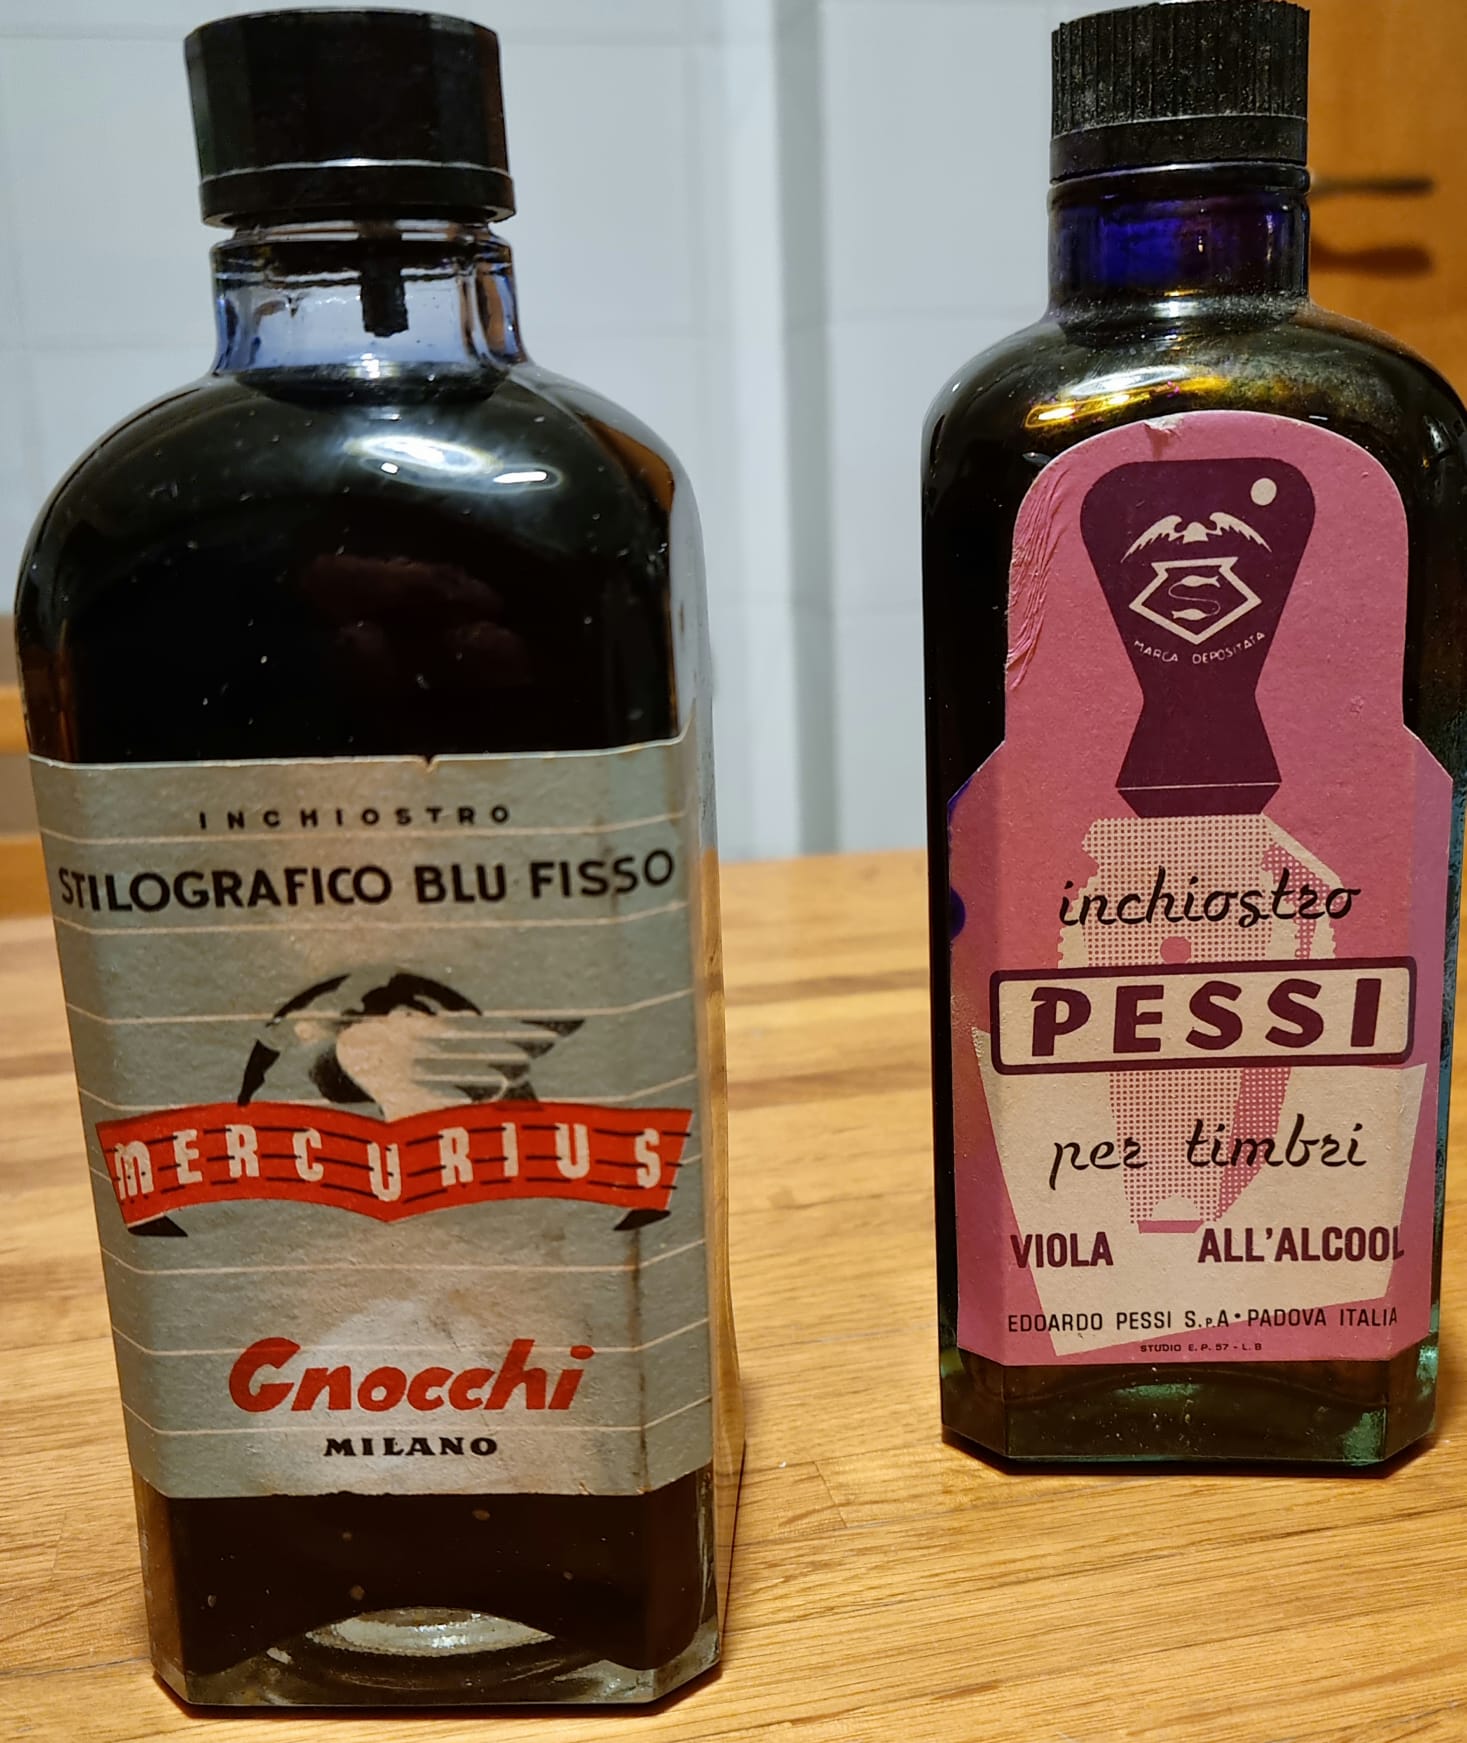 INCHIOSTRO
STILOGRAFICO BLU FISSO
MERCURIUS
Gnocchi
MILANO
S
MARCA DEPOSITATA
inchiostro
PESSI
per timbri
VIOLA ALL'ALCOOL
EDOARDO PESSI S.p.A • PADOVA ITALIA
STUDIO E. P. 57 - L. B